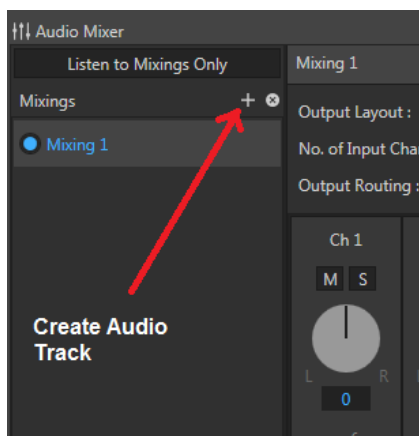 Audio Mixer
Listen to Mixings Only
Mixing 1
Mixings
Output Layout :
Mixing 1
No. of Input Cha
Output Routing :
Ch 1
M S
L R
0
Create Audio
Track